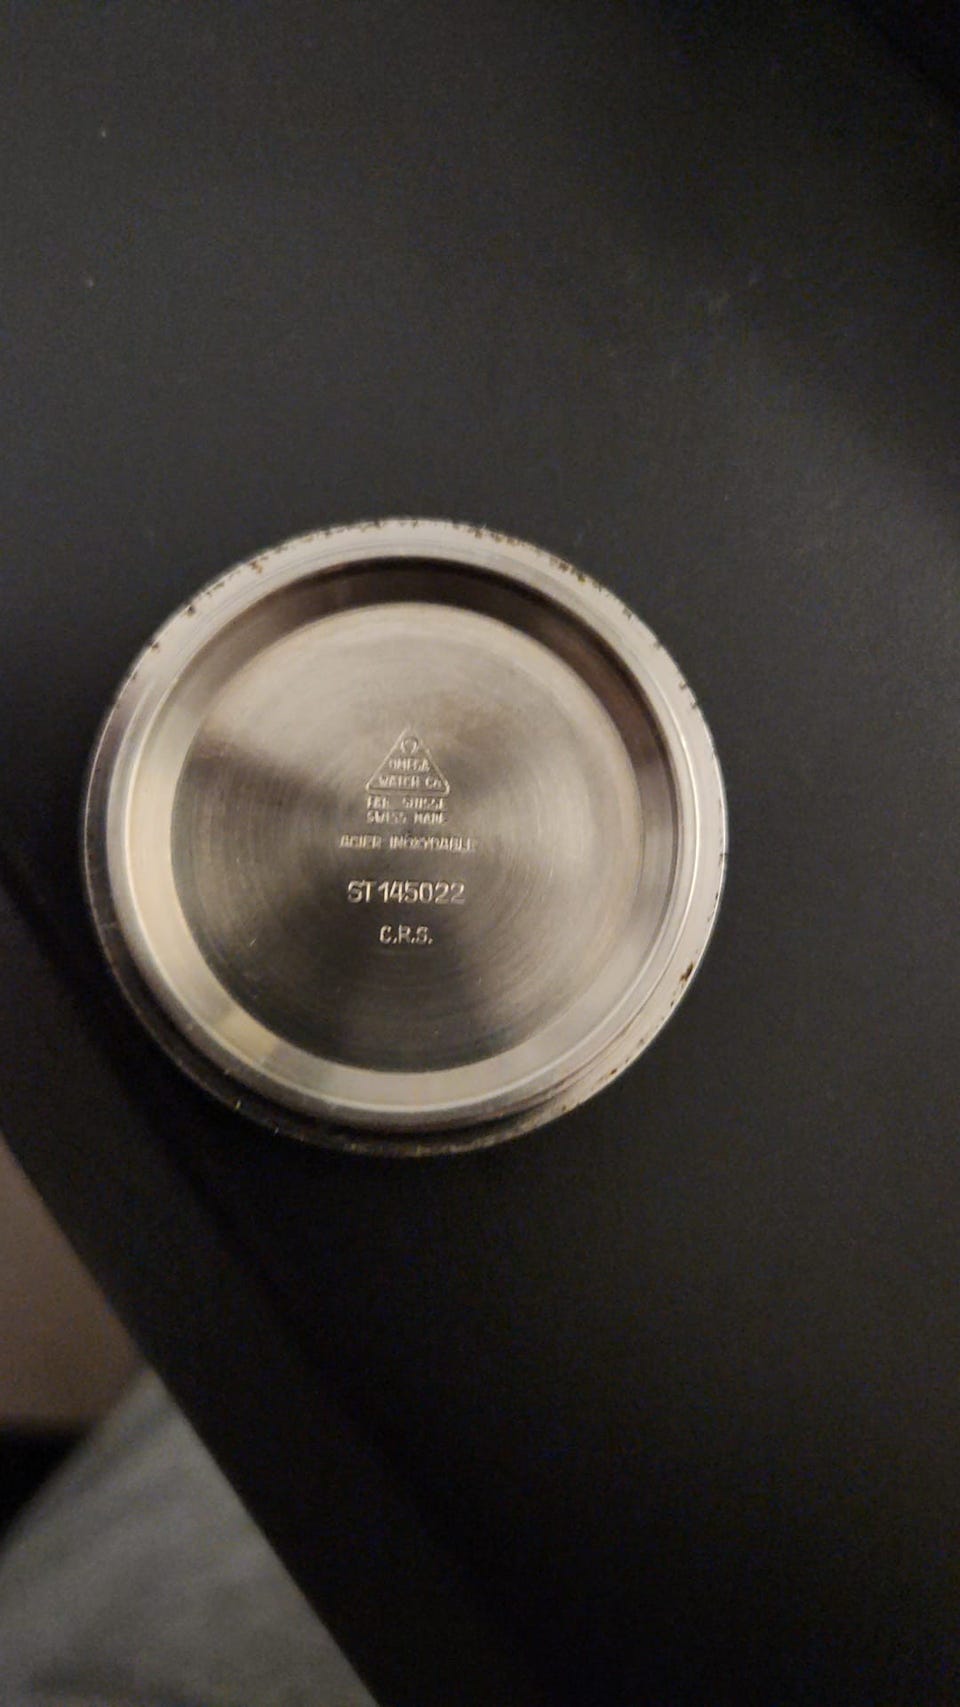 Ω
OMEGA
WATCH Co
FAB. SUISSE
SWISS MADE
ACIER INOXYDABLE
ST 145022
C.R.S.